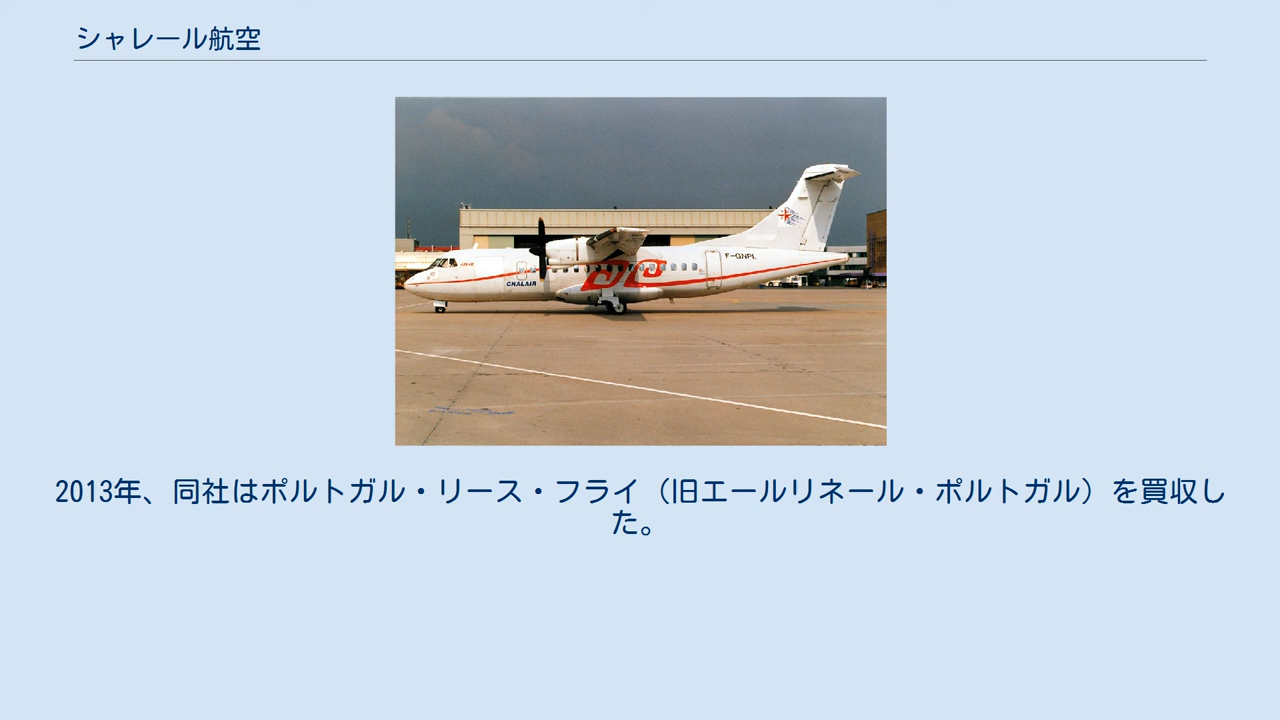 シャレール航空
F-GNPL
CHALAIR
2013年、同社はポルトガル・リース・フライ（旧エールリネール・ポルトガル）を買収し
た。